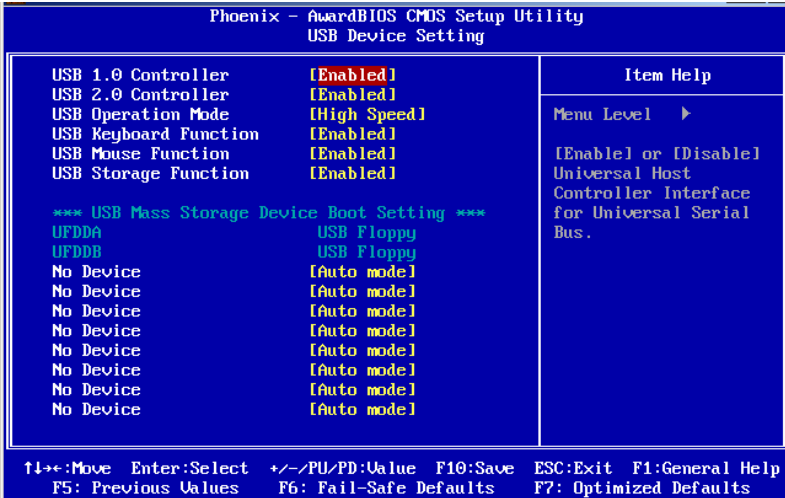 Phoenix - AwardBIOS CMOS Setup Utility
USB Device Setting
USB 1.0 Controller [Enabled]
USB 2.0 Controller [Enabled]
USB Operation Mode [High Speed]
USB Keyboard Function [Enabled]
USB Mouse Function [Enabled]
USB Storage Function [Enabled]
*** USB Mass Storage Device Boot Setting ***
UFDDA USB Floppy
UFDDB USB Floppy
No Device [Auto mode]
No Device [Auto mode]
No Device [Auto mode]
No Device [Auto mode]
No Device [Auto mode]
No Device [Auto mode]
No Device [Auto mode]
No Device [Auto mode]
Item Help
Menu Level ▶
[Enable] or [Disable]
Universal Host
Controller Interface
for Universal Serial
Bus.
↑↓→←:Move Enter:Select +/-/PU/PD:Value F10:Save ESC:Exit F1:General Help
F5: Previous Values F6: Fail-Safe Defaults F7: Optimized Defaults